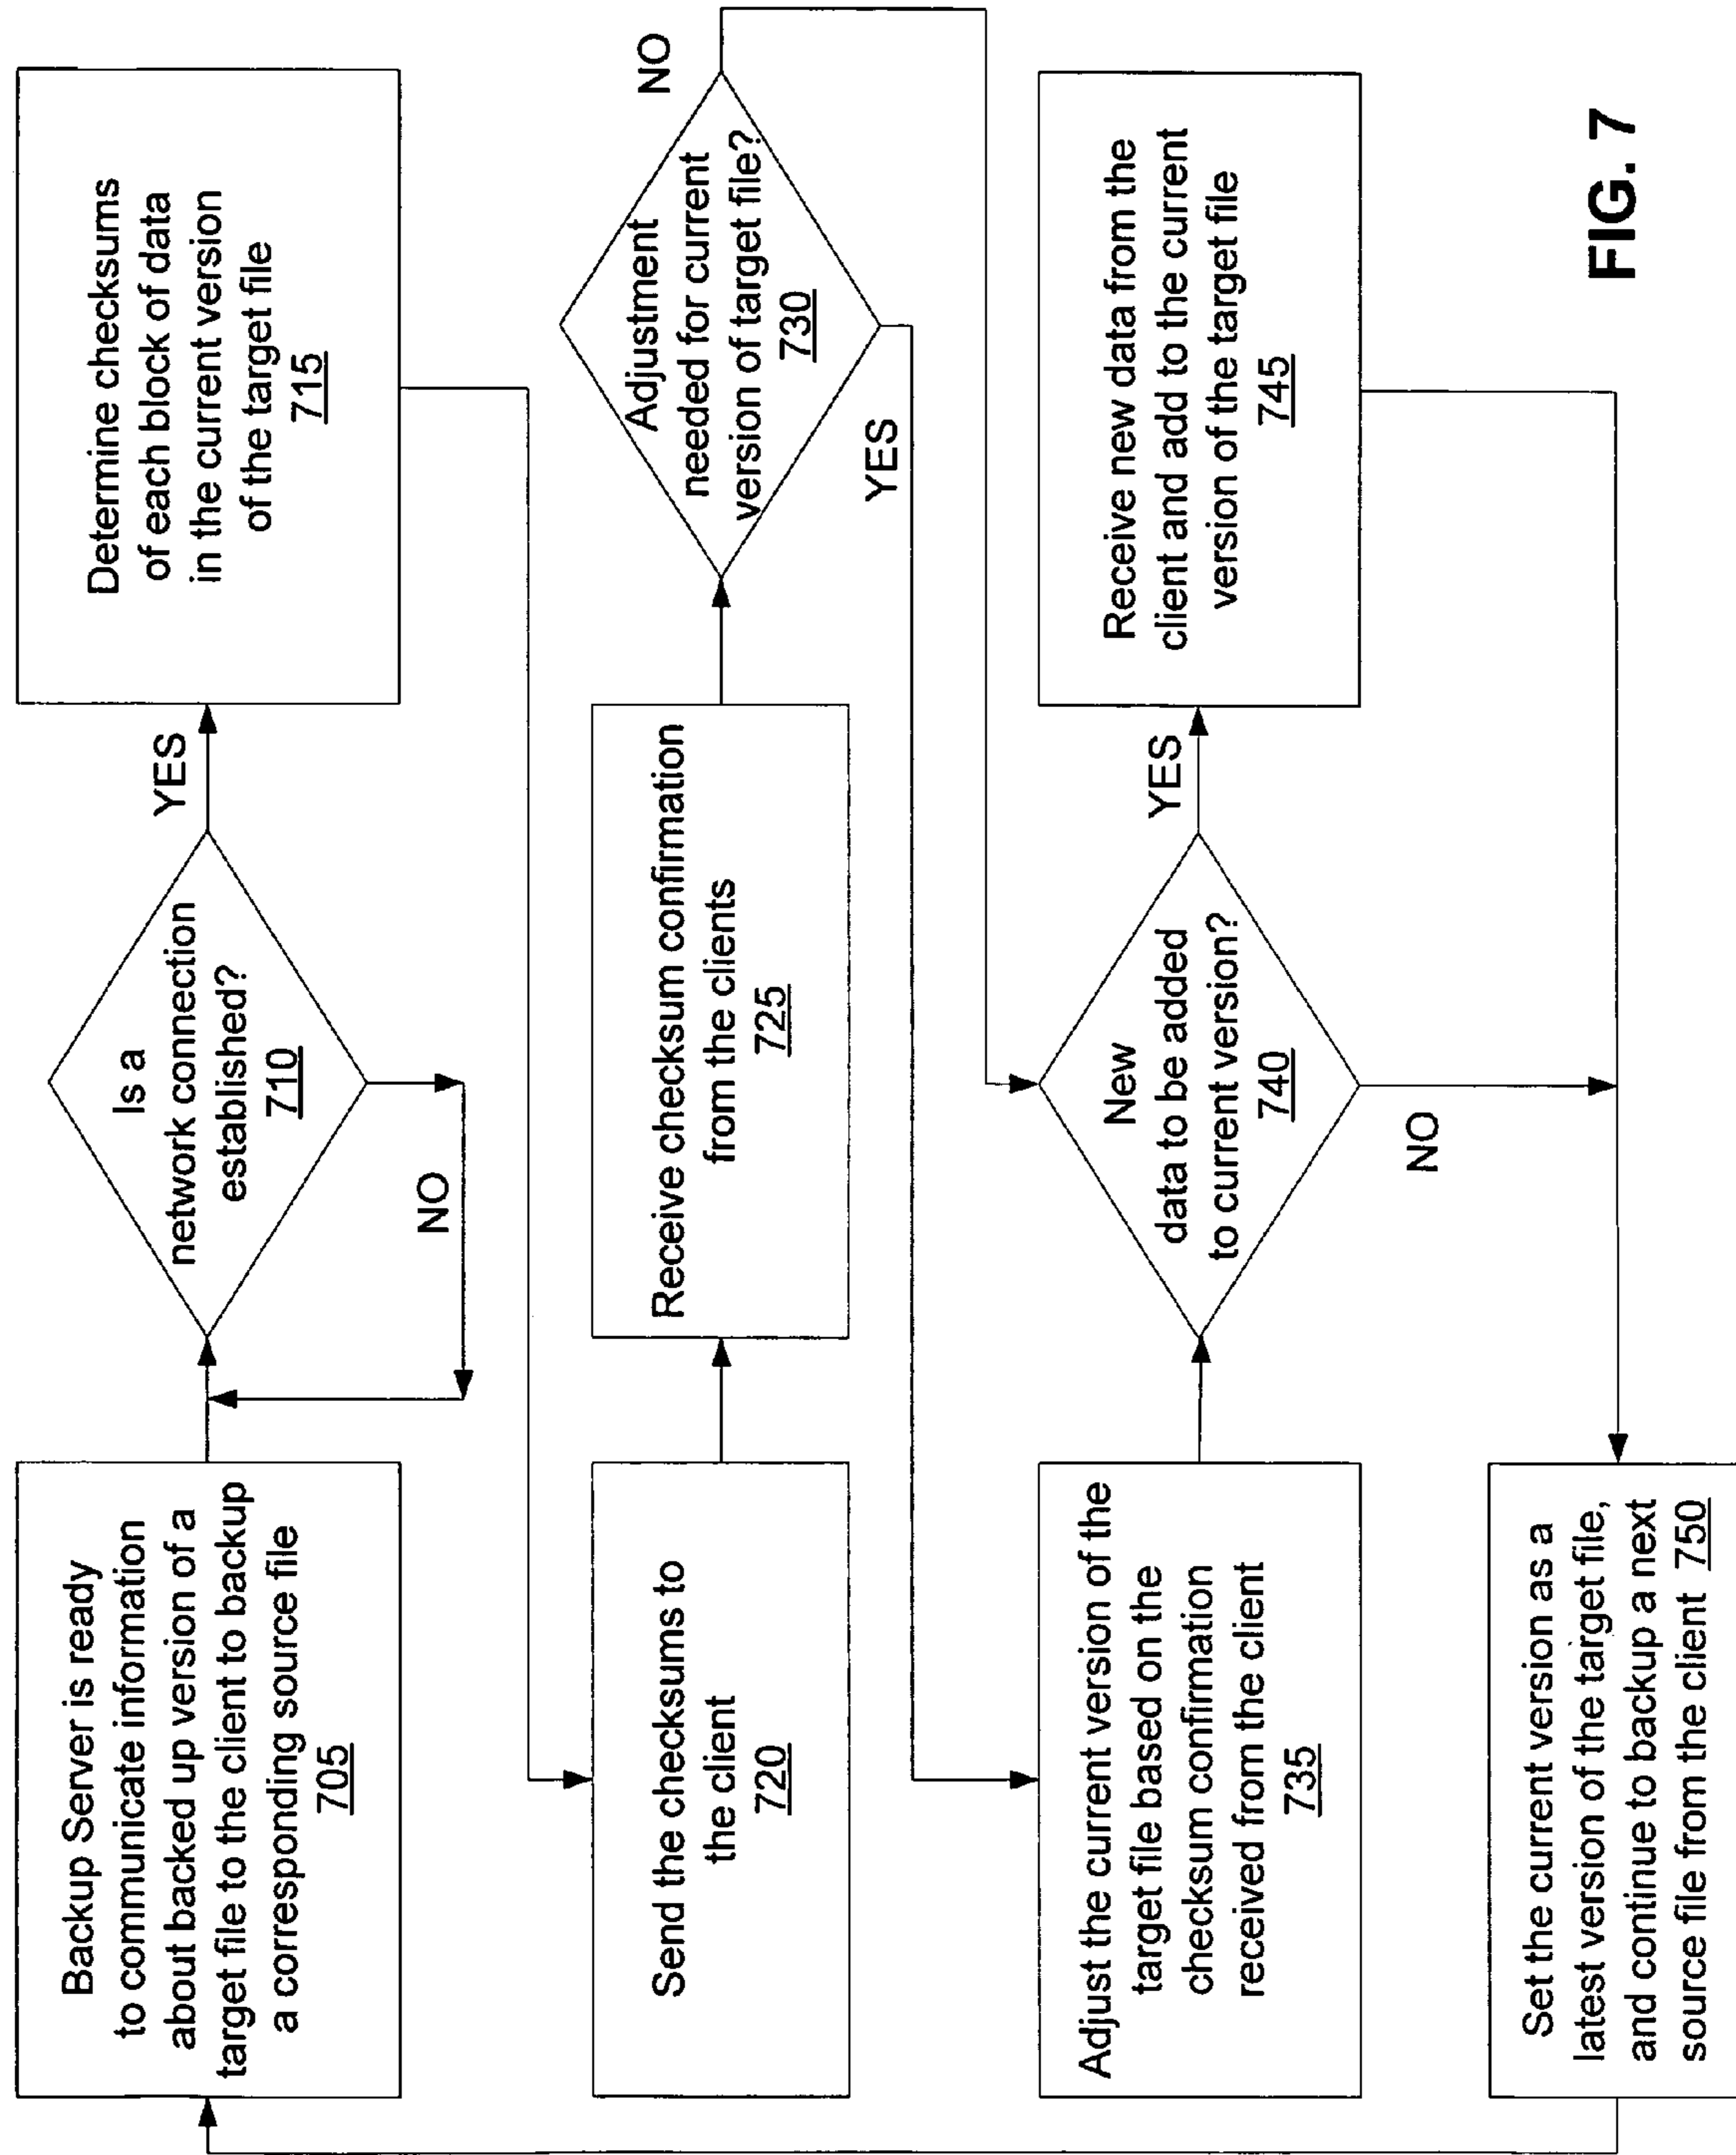 Backup Server is ready
to communicate information
about backed up version of a
target file to the client to backup
a corresponding source file
705
Is a
network connection
established?
710
YES
NO
Determine checksums
of each block of data
in the current version
of the target file
715
Send the checksums to
the client
720
Receive checksum confirmation
from the clients
725
Adjustment
needed for current
version of target file?
730
NO
YES
Adjust the current version of the
target file based on the
checksum confirmation
received from the client
735
New
data to be added
to current version?
740
YES
NO
Receive new data from the
client and add to the current
version of the target file
745
Set the current version as a
latest version of the target file,
and continue to backup a next
source file from the client 750
FIG. 7